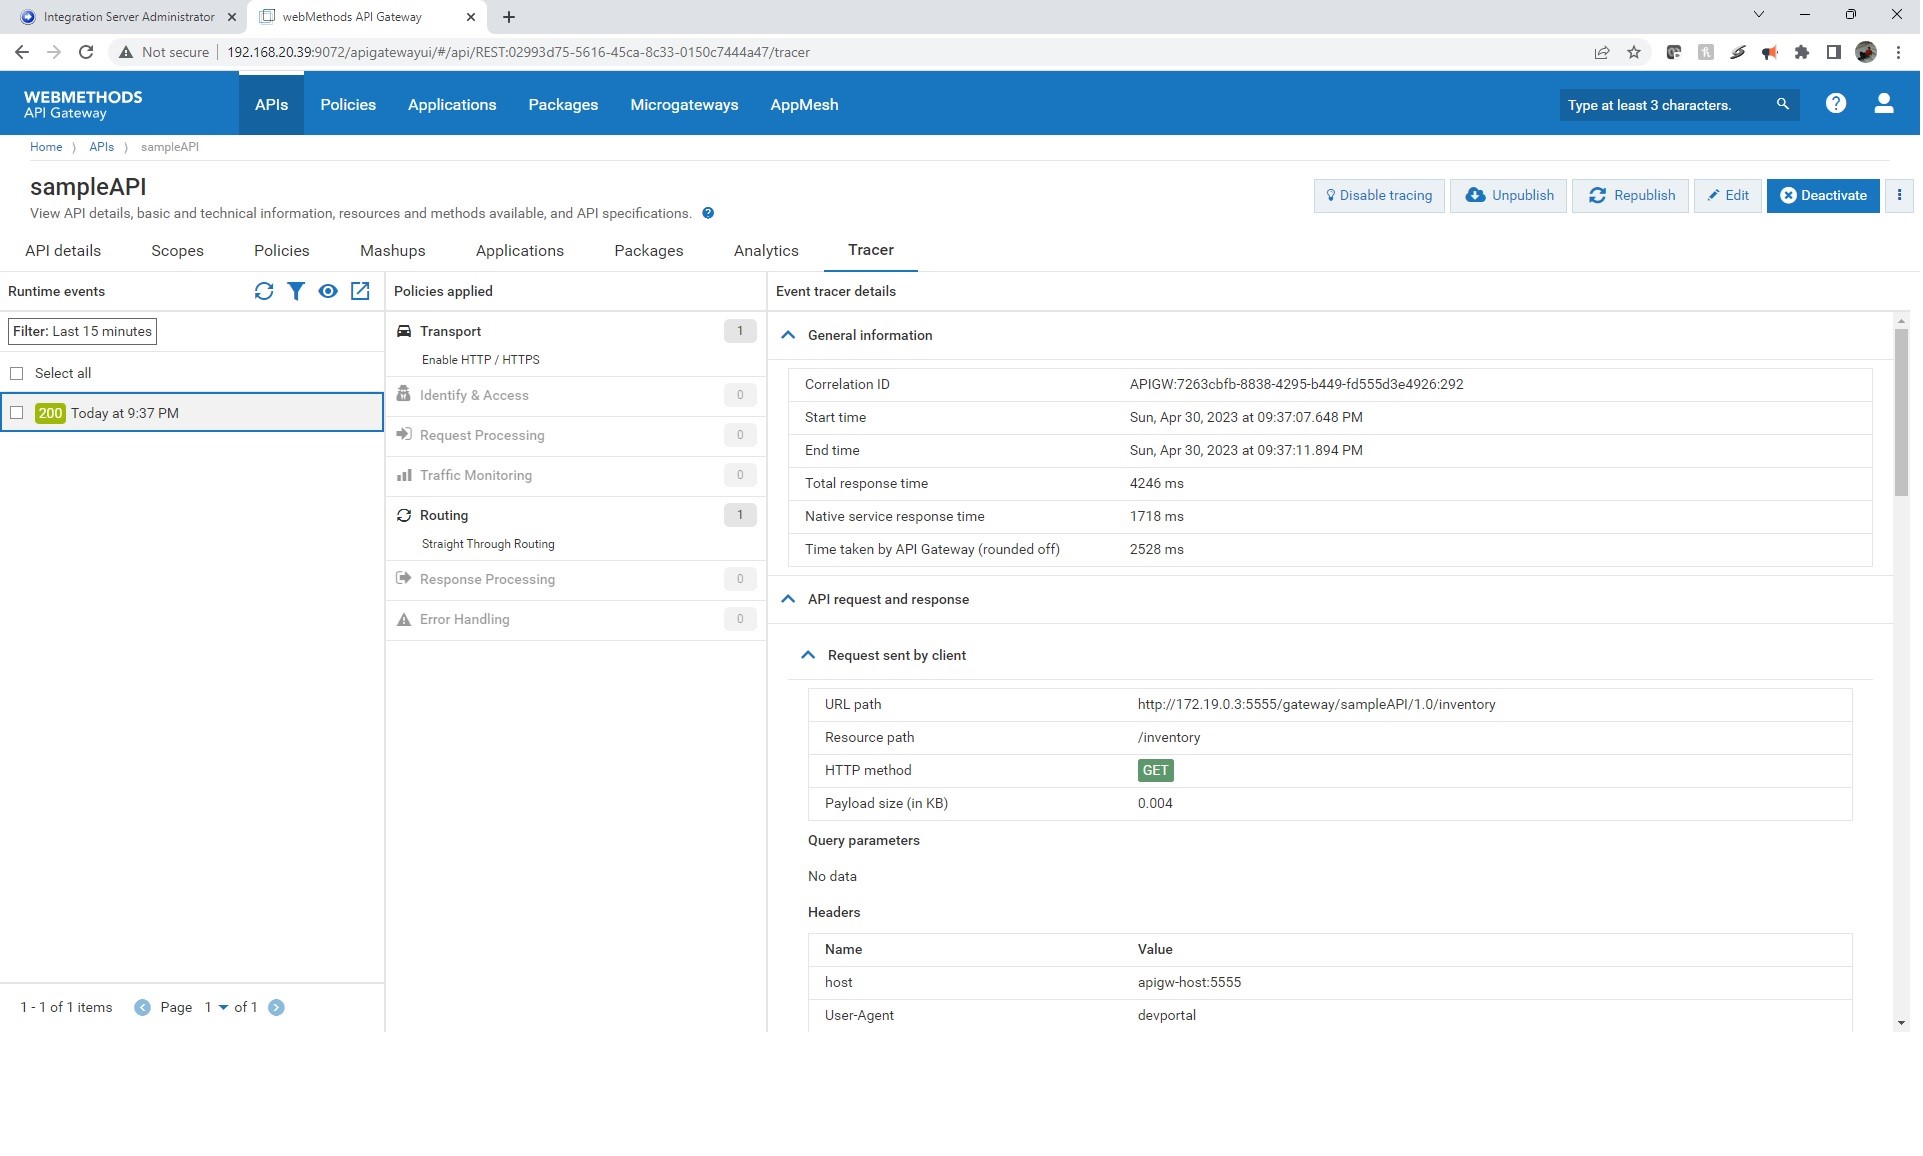 Integration Server Administrator
webMethods API Gateway
Not secure
192.168.20.39:9072/apigatewayui/#/api/REST:02993d75-5616-45ca-8c33-0150c7444a47/tracer
WEBMETHODS
API Gateway
APIs
Policies
Applications
Packages
Microgateways
AppMesh
Type at least 3 characters.
Home
APIs
sampleAPI
sampleAPI
View API details, basic and technical information, resources and methods available, and API specifications.
Disable tracing
Unpublish
Republish
Edit
Deactivate
API details
Scopes
Policies
Mashups
Applications
Packages
Analytics
Tracer
Runtime events
Filter: Last 15 minutes
Select all
200 Today at 9:37 PM
1 - 1 of 1 items
Page 1 of 1
Policies applied
Transport 1
Enable HTTP / HTTPS
Identify & Access 0
Request Processing 0
Traffic Monitoring 0
Routing 1
Straight Through Routing
Response Processing 0
Error Handling 0
Event tracer details
General information
Correlation ID APIGW:7263cbfb-8838-4295-b449-fd555d3e4926:292
Start time Sun, Apr 30, 2023 at 09:37:07.648 PM
End time Sun, Apr 30, 2023 at 09:37:11.894 PM
Total response time 4246 ms
Native service response time 1718 ms
Time taken by API Gateway (rounded off) 2528 ms
API request and response
Request sent by client
URL path http://172.19.0.3:5555/gateway/sampleAPI/1.0/inventory
Resource path /inventory
HTTP method GET
Payload size (in KB) 0.004
Query parameters
No data
Headers
Name Value
host apigw-host:5555
User-Agent devportal